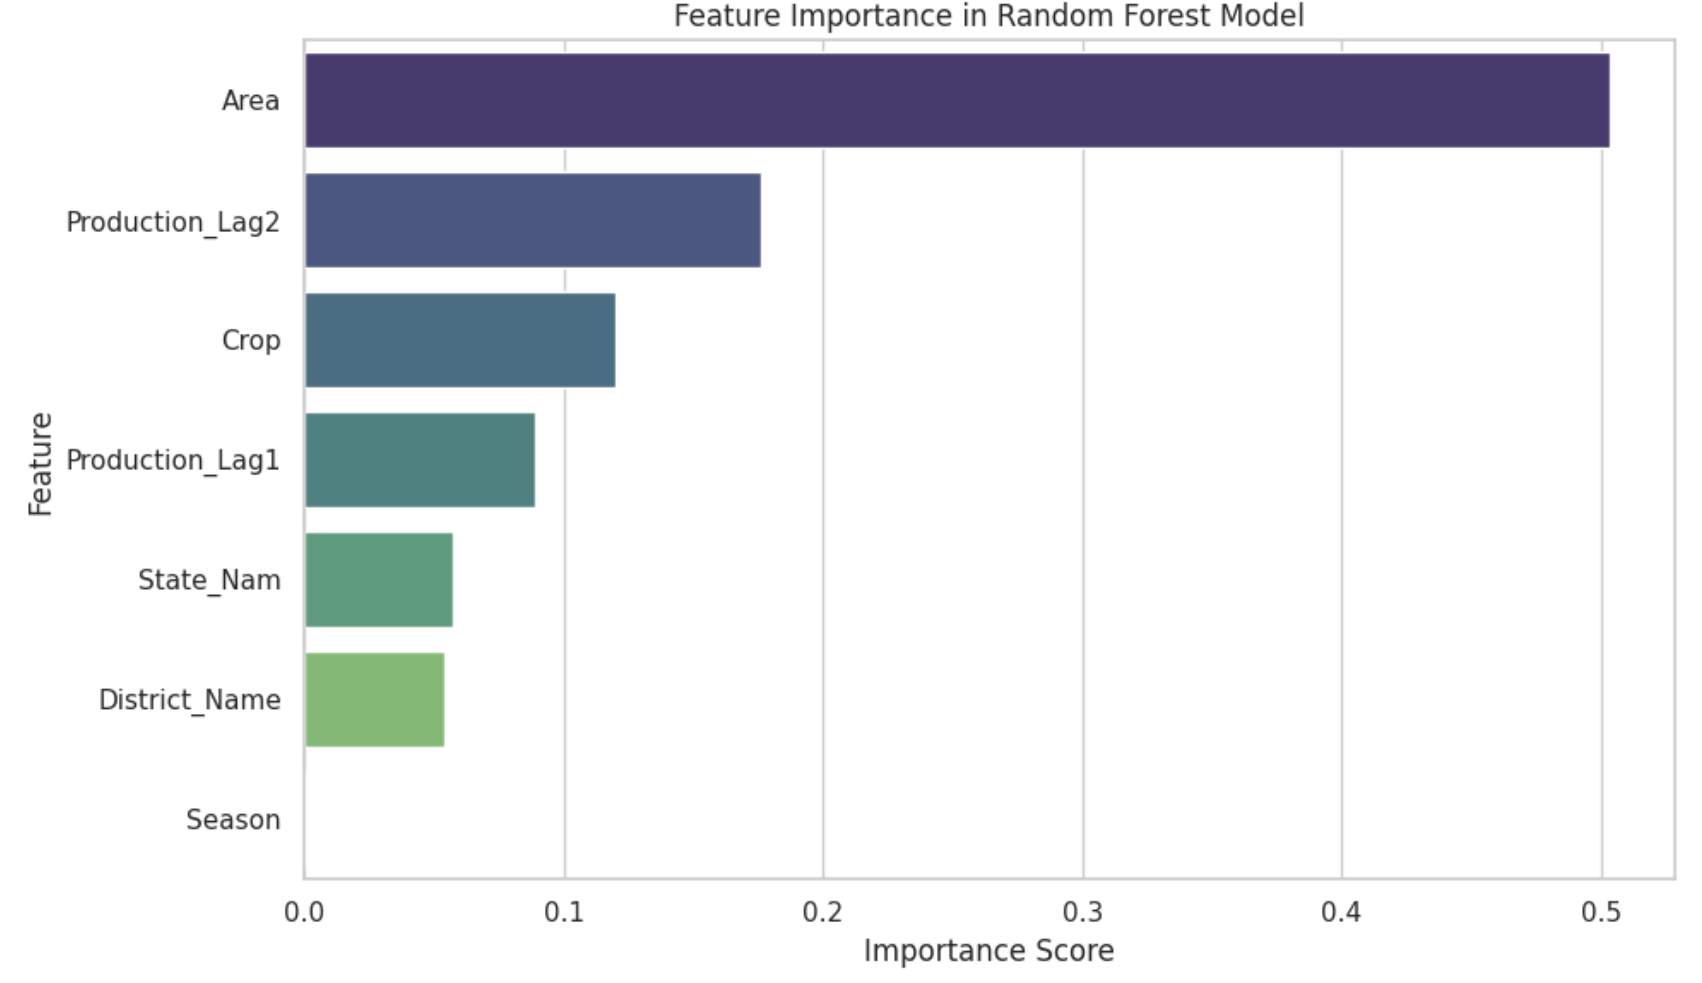 Feature Importance in Random Forest Model
Area
Production_Lag2
Crop
Production_Lag1
State_Nam
District_Name
Season
Feature
0.0 0.1 0.2 0.3 0.4 0.5
Importance Score